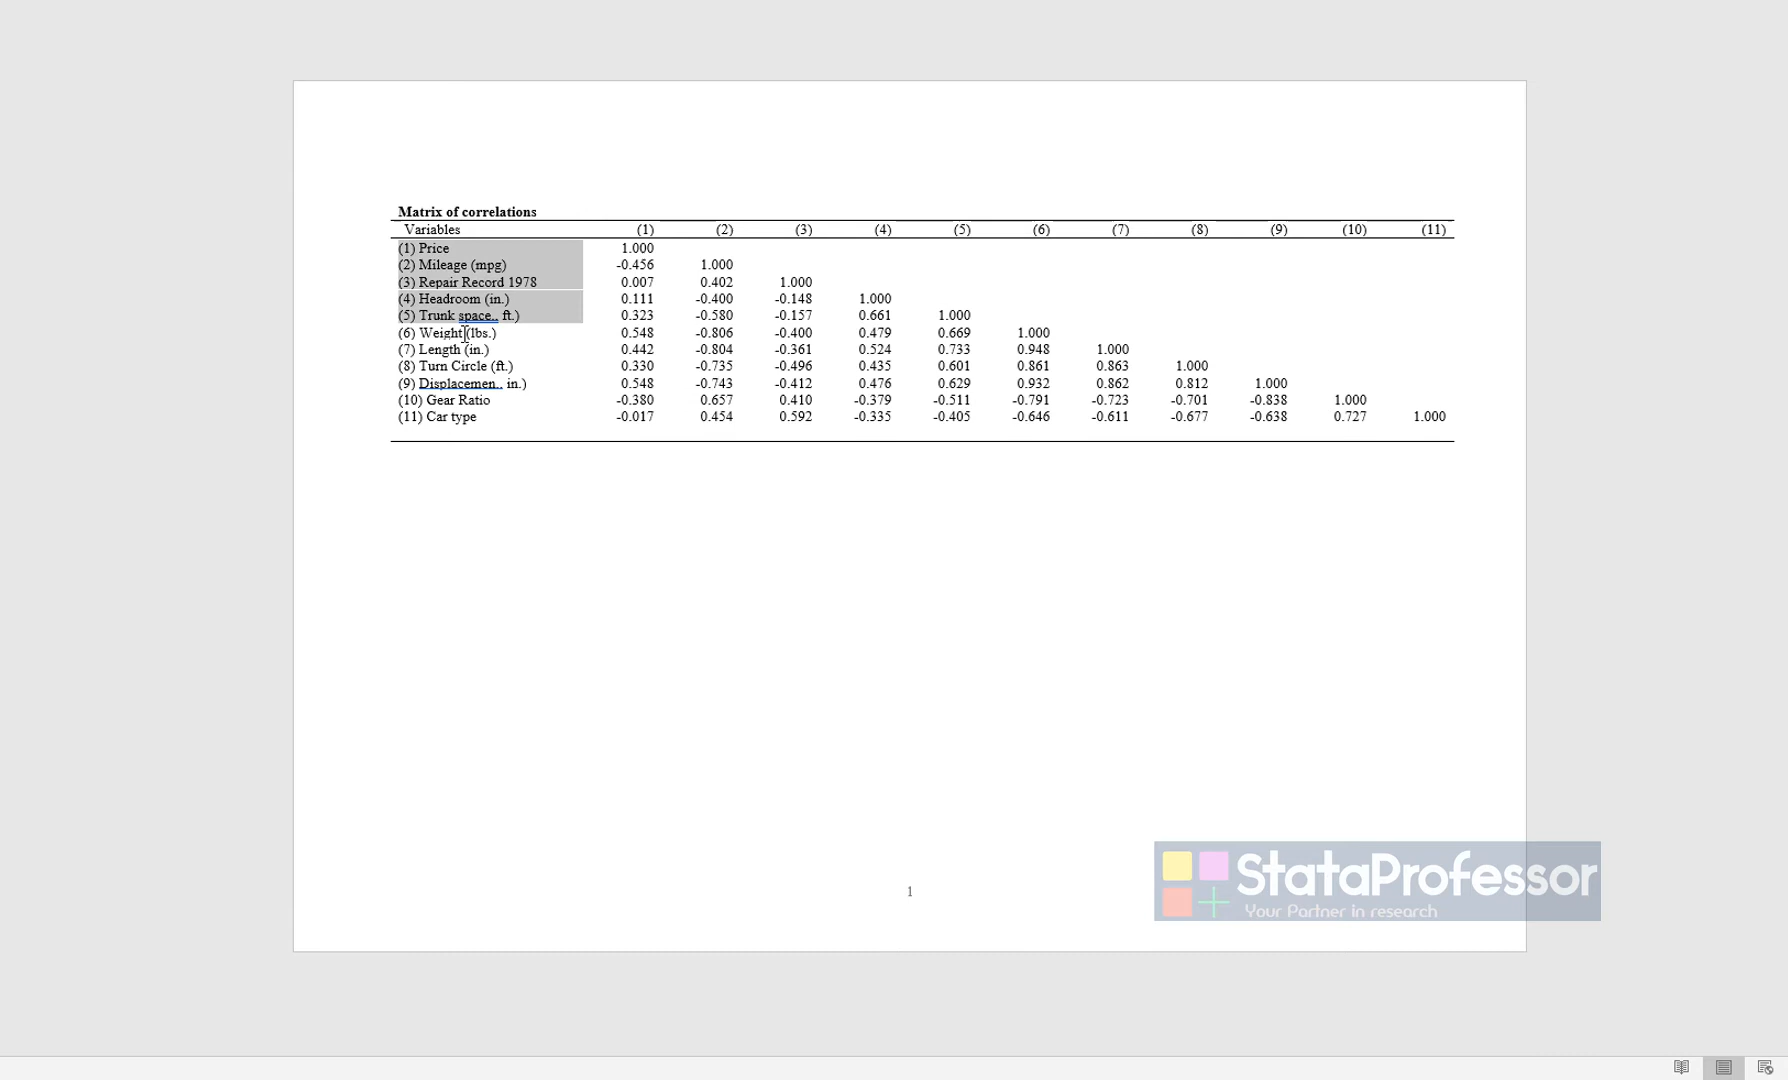 Matrix of correlations
Variables (1) (2) (3) (4) (5) (6) (7) (8) (9) (10) (11)
(1) Price 1.000
(2) Mileage (mpg) -0.456 1.000
(3) Repair Record 1978 0.007 0.402 1.000
(4) Headroom (in.) 0.111 -0.400 -0.148 1.000
(5) Trunk space.. ft.) 0.323 -0.580 -0.157 0.661 1.000
(6) Weight (lbs.) 0.548 -0.806 -0.400 0.479 0.669 1.000
(7) Length (in.) 0.442 -0.804 -0.361 0.524 0.733 0.948 1.000
(8) Turn Circle (ft.) 0.330 -0.735 -0.496 0.435 0.601 0.861 0.863 1.000
(9) Displacemen.. in.) 0.548 -0.743 -0.412 0.476 0.629 0.932 0.862 0.812 1.000
(10) Gear Ratio -0.380 0.657 0.410 -0.379 -0.511 -0.791 -0.723 -0.701 -0.838 1.000
(11) Car type -0.017 0.454 0.592 -0.335 -0.405 -0.646 -0.611 -0.677 -0.638 0.727 1.000
StataProfessor
Your Partner in research
1